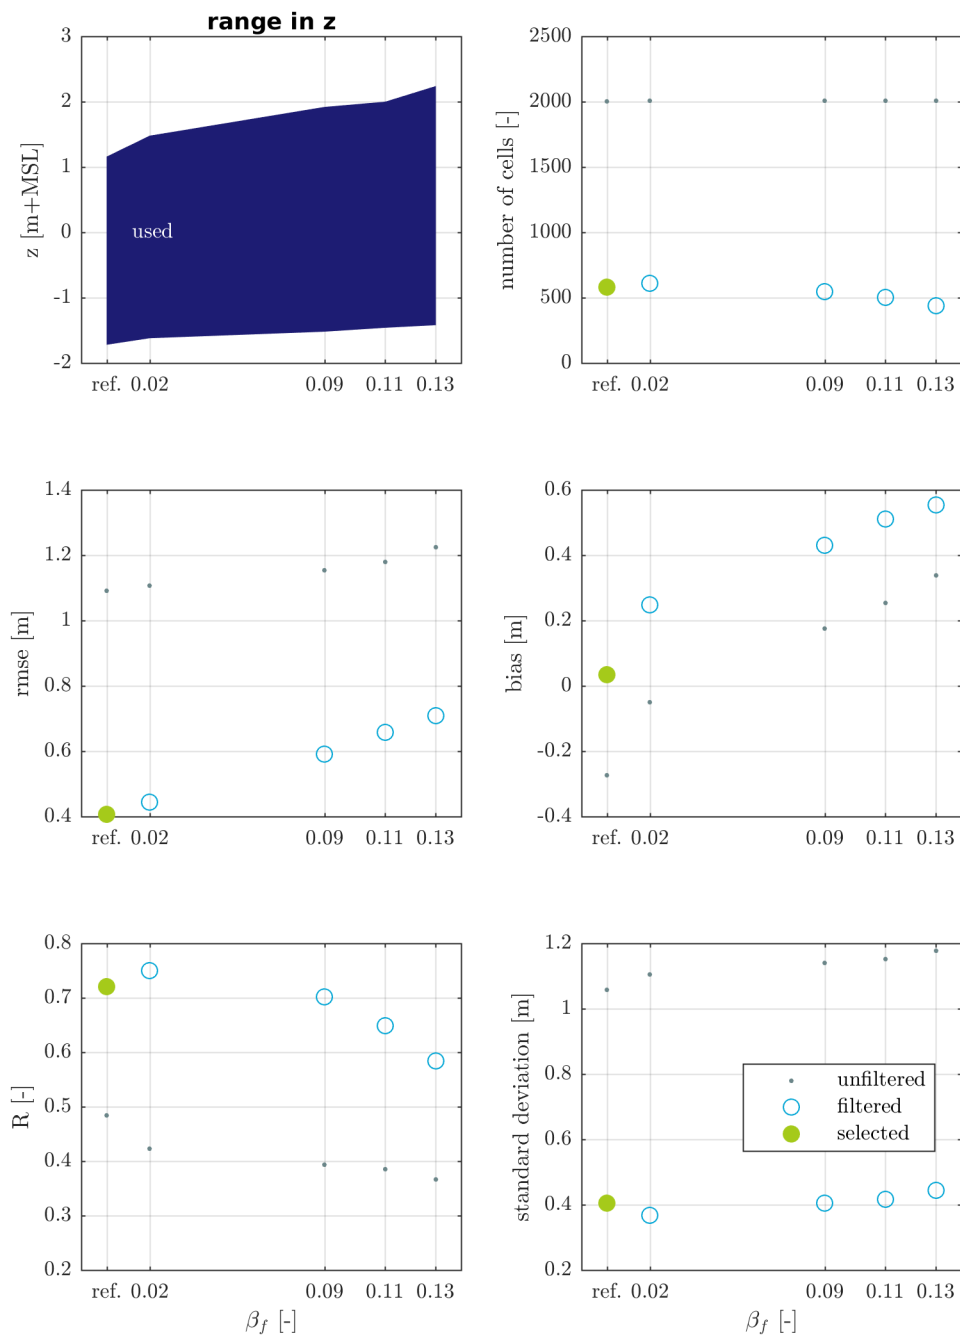 range in z
z [m+MSL]
3
2
1
0
-1
-2
used
ref. 0.02 0.09 0.11 0.13
number of cells [-]
2500
2000
1500
1000
500
0
ref. 0.02 0.09 0.11 0.13
rmse [m]
1.4
1.2
1
0.8
0.6
0.4
ref. 0.02 0.09 0.11 0.13
bias [m]
0.6
0.4
0.2
0
-0.2
-0.4
ref. 0.02 0.09 0.11 0.13
R [-]
0.8
0.7
0.6
0.5
0.4
0.3
0.2
ref. 0.02 0.09 0.11 0.13
β_f [-]
standard deviation [m]
1.2
1
0.8
0.6
0.4
0.2
unfiltered
filtered
selected
ref. 0.02 0.09 0.11 0.13
β_f [-]